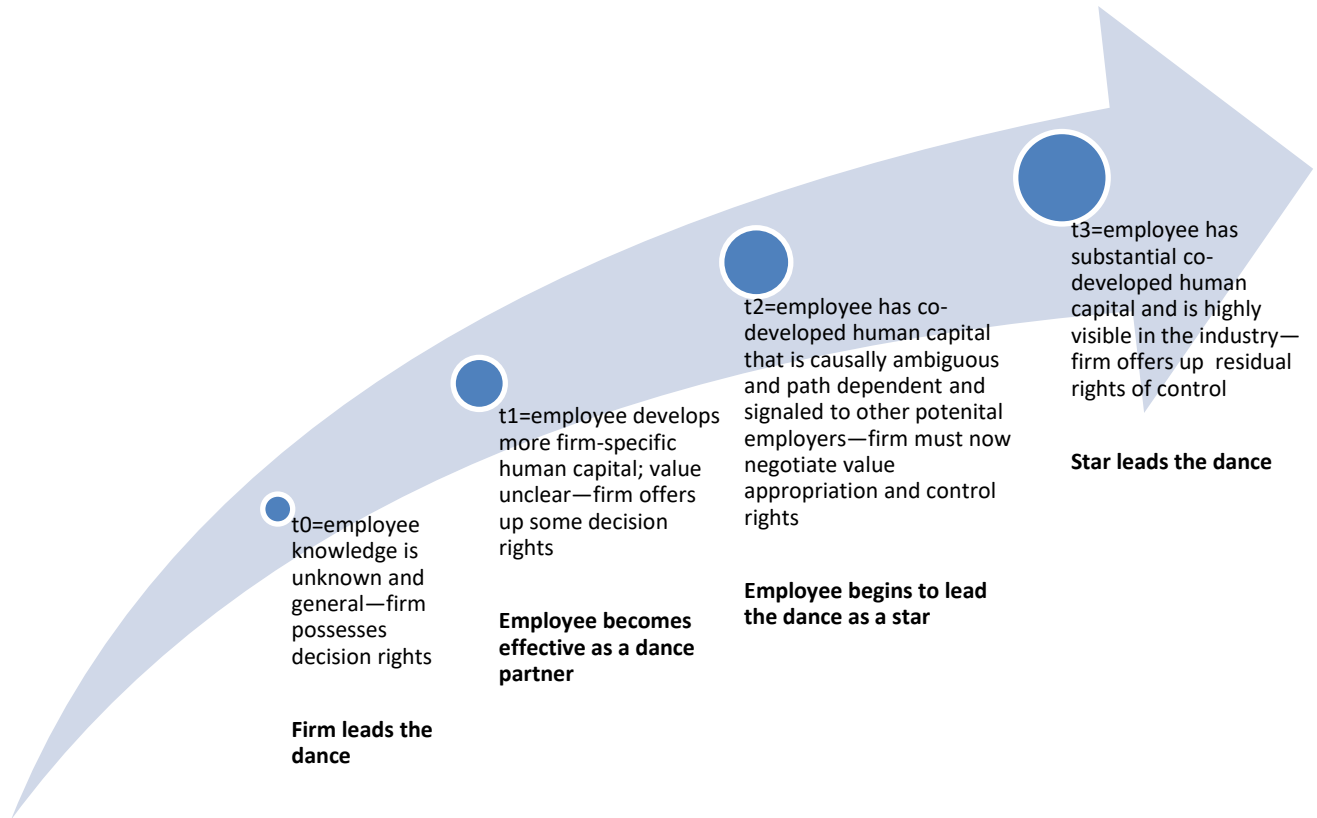 t0=employee
knowledge is
unknown and
general—firm
possesses
decision rights
Firm leads the
dance
t1=employee develops
more firm-specific
human capital; value
unclear—firm offers
up some decision
rights
Employee becomes
effective as a dance
partner
t2=employee has co-
developed human capital
that is causally ambiguous
and path dependent and
signaled to other potenital
employers—firm must now
negotiate value
appropriation and control
rights
Employee begins to lead
the dance as a star
t3=employee has
substantial co-
developed human
capital and is highly
visible in the industry—
firm offers up  residual
rights of control
Star leads the dance